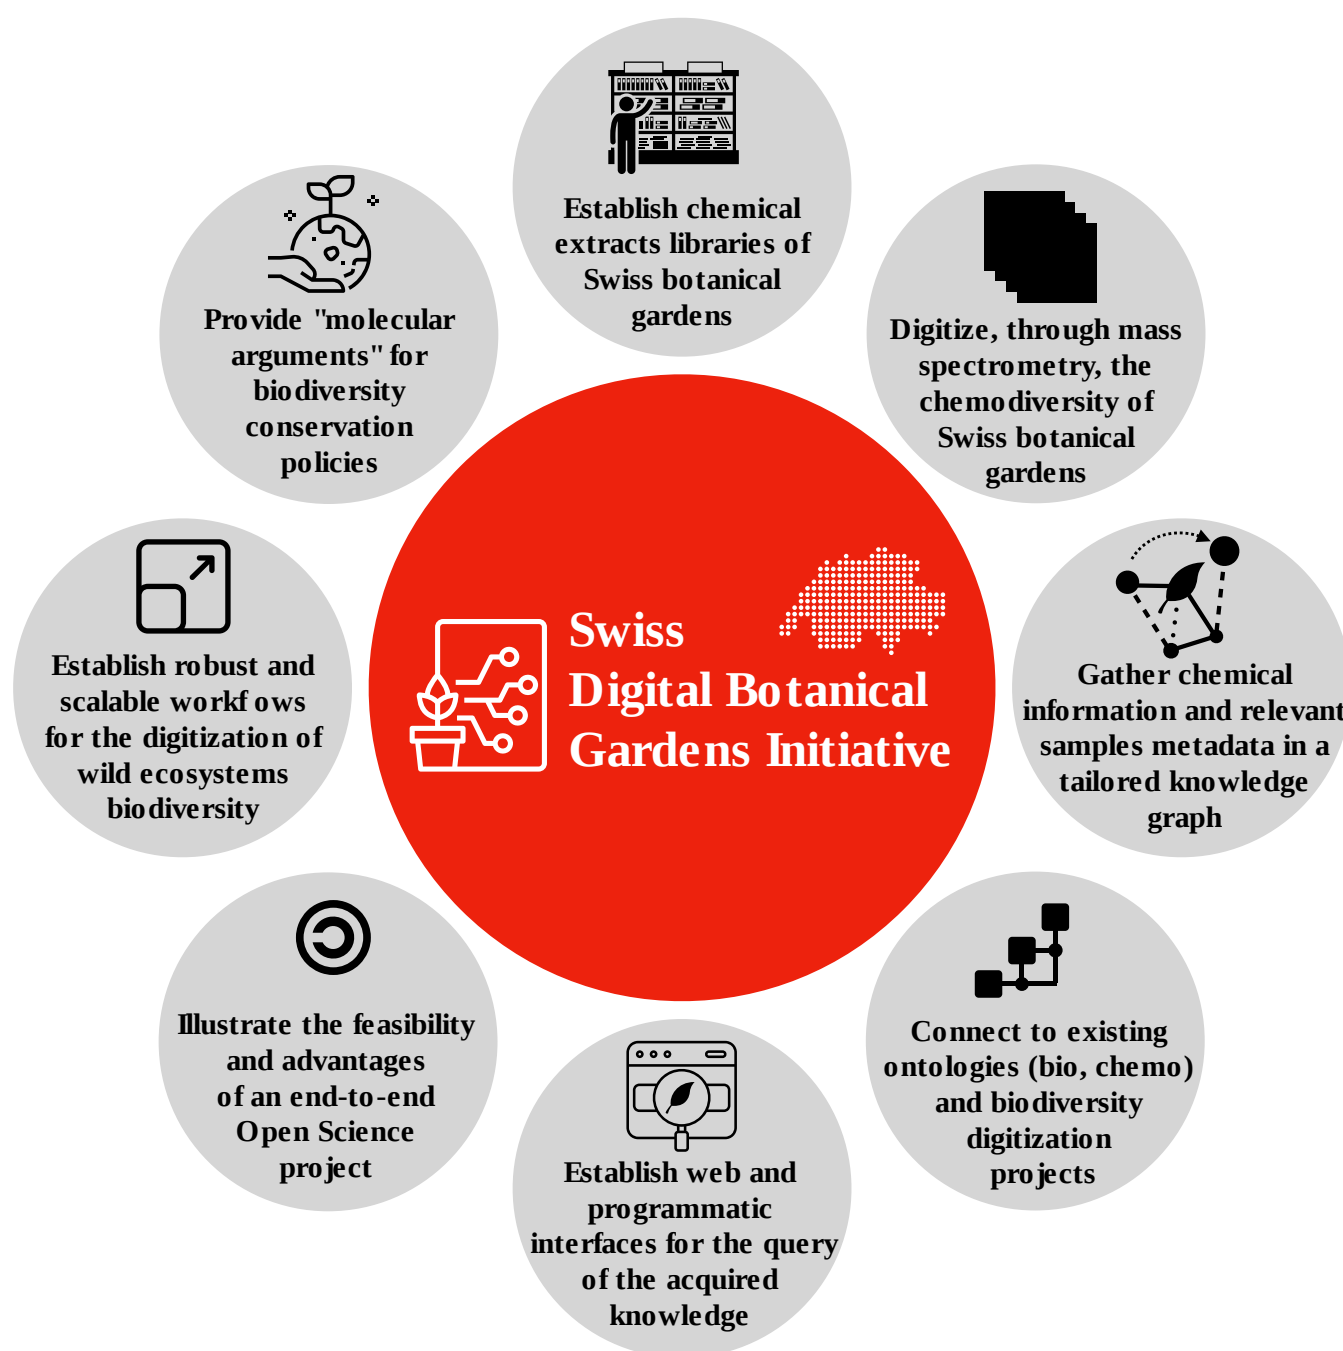 Establish chemical
extracts libraries of
Swiss botanical
gardens
Digitize, through mass
spectrometry, the
chemodiversity of
Swiss botanical
gardens
Gather chemical
information and relevant
samples metadata in a
tailored knowledge
graph
Connect to existing
ontologies (bio, chemo)
and biodiversity
digitization
projects
Establish web and
programmatic
interfaces for the query
of the acquired
knowledge
Illustrate the feasibility
and advantages
of an end-to-end
Open Science
project
Establish robust and
scalable workf ows
for the digitization of
wild ecosystems
biodiversity
Provide "molecular
arguments" for
biodiversity
conservation
policies
Swiss
Digital Botanical
Gardens Initiative